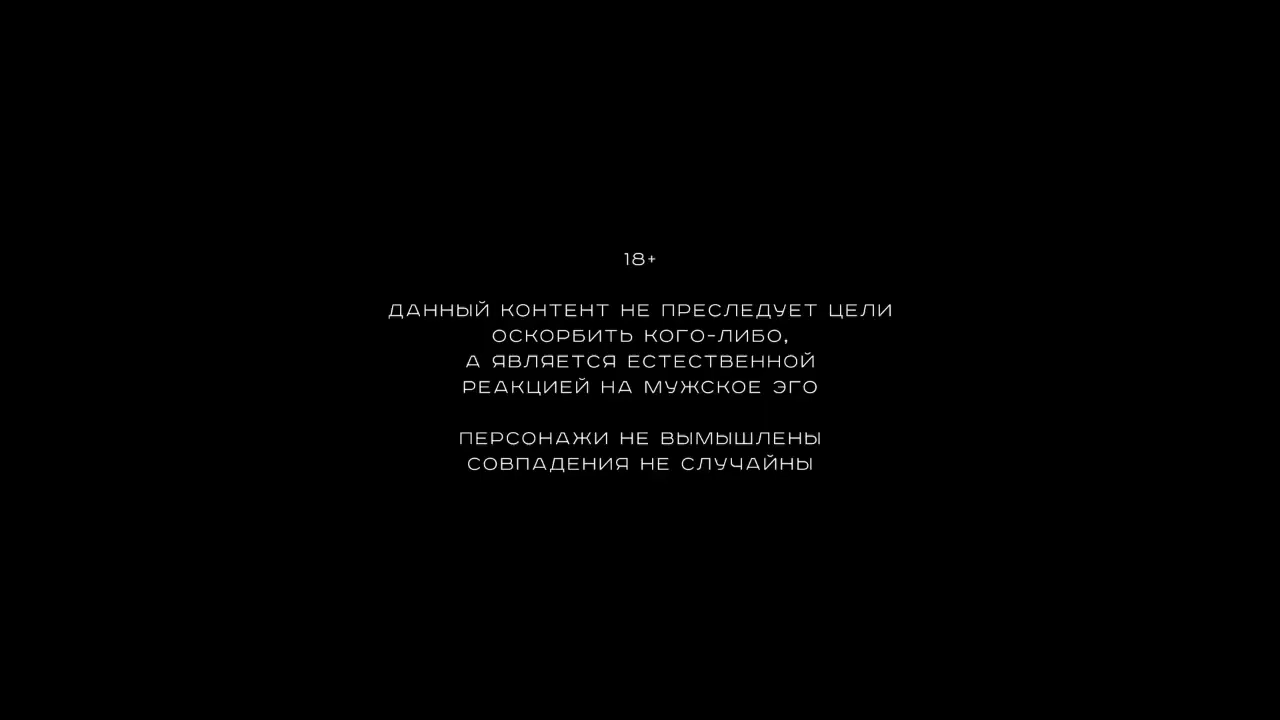 18+
ДАННЫЙ КОНТЕНТ НЕ ПРЕСЛЕДУЕТ ЦЕЛИ
ОСКОРБИТЬ КОГО-ЛИБО,
А ЯВЛЯЕТСЯ ЕСТЕСТВЕННОЙ
РЕАКЦИЕЙ НА МУЖСКОЕ ЭГО
ПЕРСОНАЖИ НЕ ВЫМЫШЛЕНЫ
СОВПАДЕНИЯ НЕ СЛУЧАЙНЫ